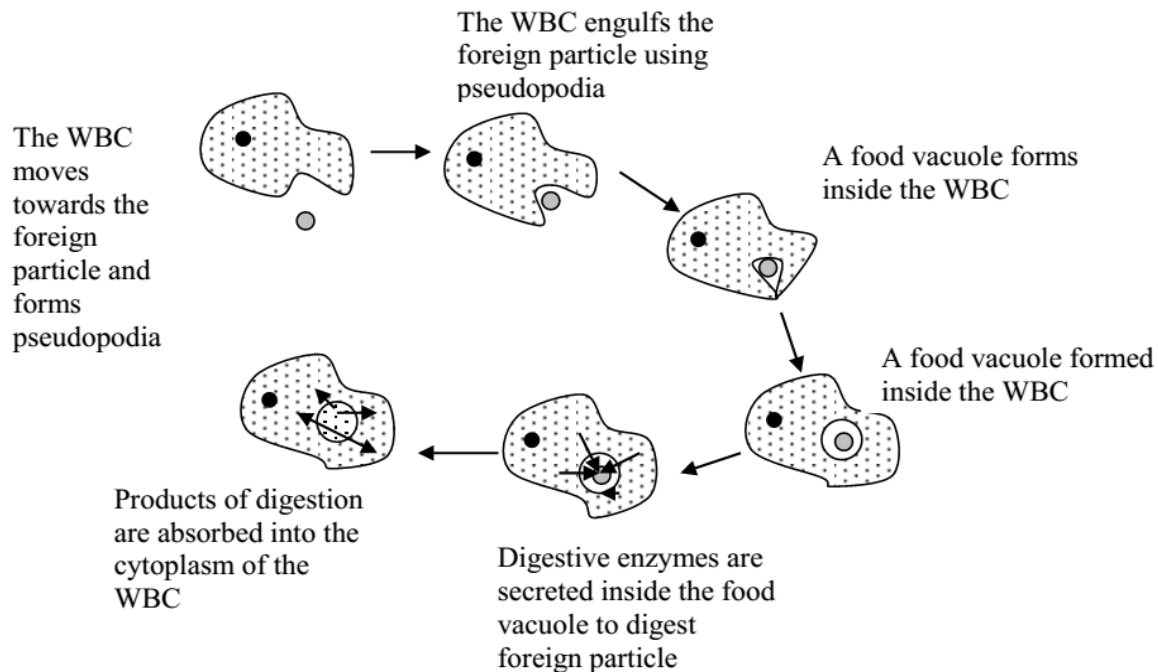 The WBC
moves
towards the
foreign
particle and
forms
pseudopodia
The WBC engulfs the
foreign particle using
pseudopodia
A food vacuole forms
inside the WBC
A food vacuole formed
inside the WBC
Digestive enzymes are
secreted inside the food
vacuole to digest
foreign particle
Products of digestion
are absorbed into the
cytoplasm of the
WBC